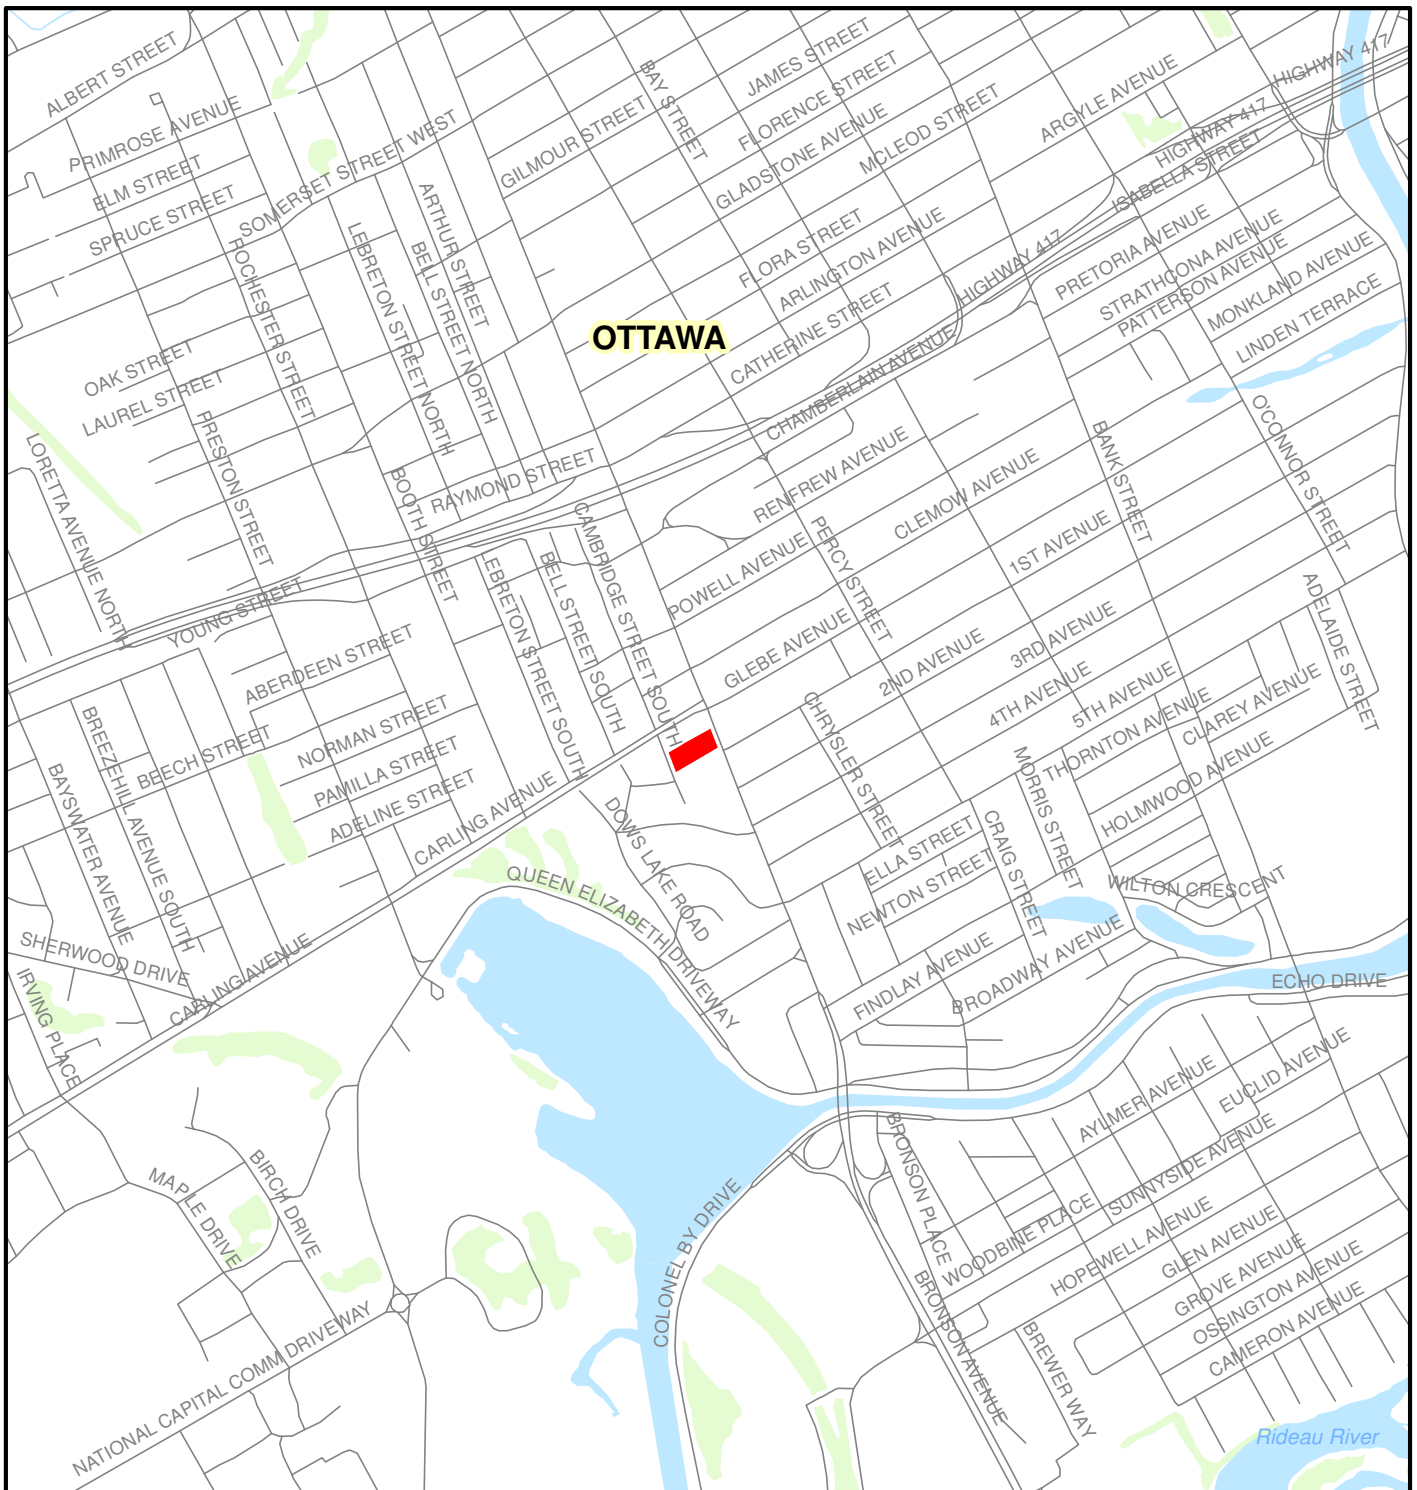 ALBERT STREET
PRIMROSE AVENUE
ELM STREET
SPRUCE STREET
SOMERSET STREET WEST
ROCHESTER STREET
LEBRETON STREET NORTH
BELL STREET NORTH
ARTHUR STREET
GILMOUR STREET
BAY STREET
JAMES STREET
FLORENCE STREET
GLADSTONE AVENUE
MCLEOD STREET
ARGYLE AVENUE
HIGHWAY 417
HIGHWAY 417
ISABELLA STREET
FLORA STREET
ARLINGTON AVENUE
CATHERINE STREET
HIGHWAY 417
CHAMBERLAIN AVENUE
PRETORIA AVENUE
STRATHCONA AVENUE
PATTERSON AVENUE
MONKLAND AVENUE
LINDEN TERRACE
OTTAWA
OAK STREET
LAUREL STREET
PRESTON STREET
LORETTA AVENUE NORTH
BOOTH STREET
RAYMOND STREET
RENFREW AVENUE
CLEMOW AVENUE
BANK STREET
O'CONNOR STREET
1ST AVENUE
PERCY STREET
POWELL AVENUE
CAMBRIDGE STREET SOUTH
BELL STREET SOUTH
LEBRETON STREET SOUTH
YOUNG STREET
ABERDEEN STREET
GLEBE AVENUE
2ND AVENUE
3RD AVENUE
4TH AVENUE
5TH AVENUE
ADELAIDE STREET
CLAREY AVENUE
THORNTON AVENUE
HOLMWOOD AVENUE
MORRIS STREET
CHRYSLER STREET
CRAIG STREET
NORMAN STREET
BEECH STREET
PAMILLA STREET
ADELINE STREET
BREEZEHILL AVENUE SOUTH
BAYSWATER AVENUE
CARLING AVENUE
DOWS LAKE ROAD
QUEEN ELIZABETH DRIVEWAY
ELLA STREET
NEWTON STREET
WILTON CRESCENT
FINDLAY AVENUE
BROADWAY AVENUE
ECHO DRIVE
SHERWOOD DRIVE
CARLING AVENUE
IRVING PLACE
MAPLE DRIVE
BIRCH DRIVE
NATIONAL CAPITAL COMM DRIVEWAY
COLONEL BY DRIVE
BRONSON PLACE
BRONSON AVENUE
AYLMER AVENUE
EUCLID AVENUE
SUNNYSIDE AVENUE
WOODBINE PLACE
HOPEWELL AVENUE
GLEN AVENUE
GROVE AVENUE
OSSINGTON AVENUE
CAMERON AVENUE
BREWER WAY
Rideau River